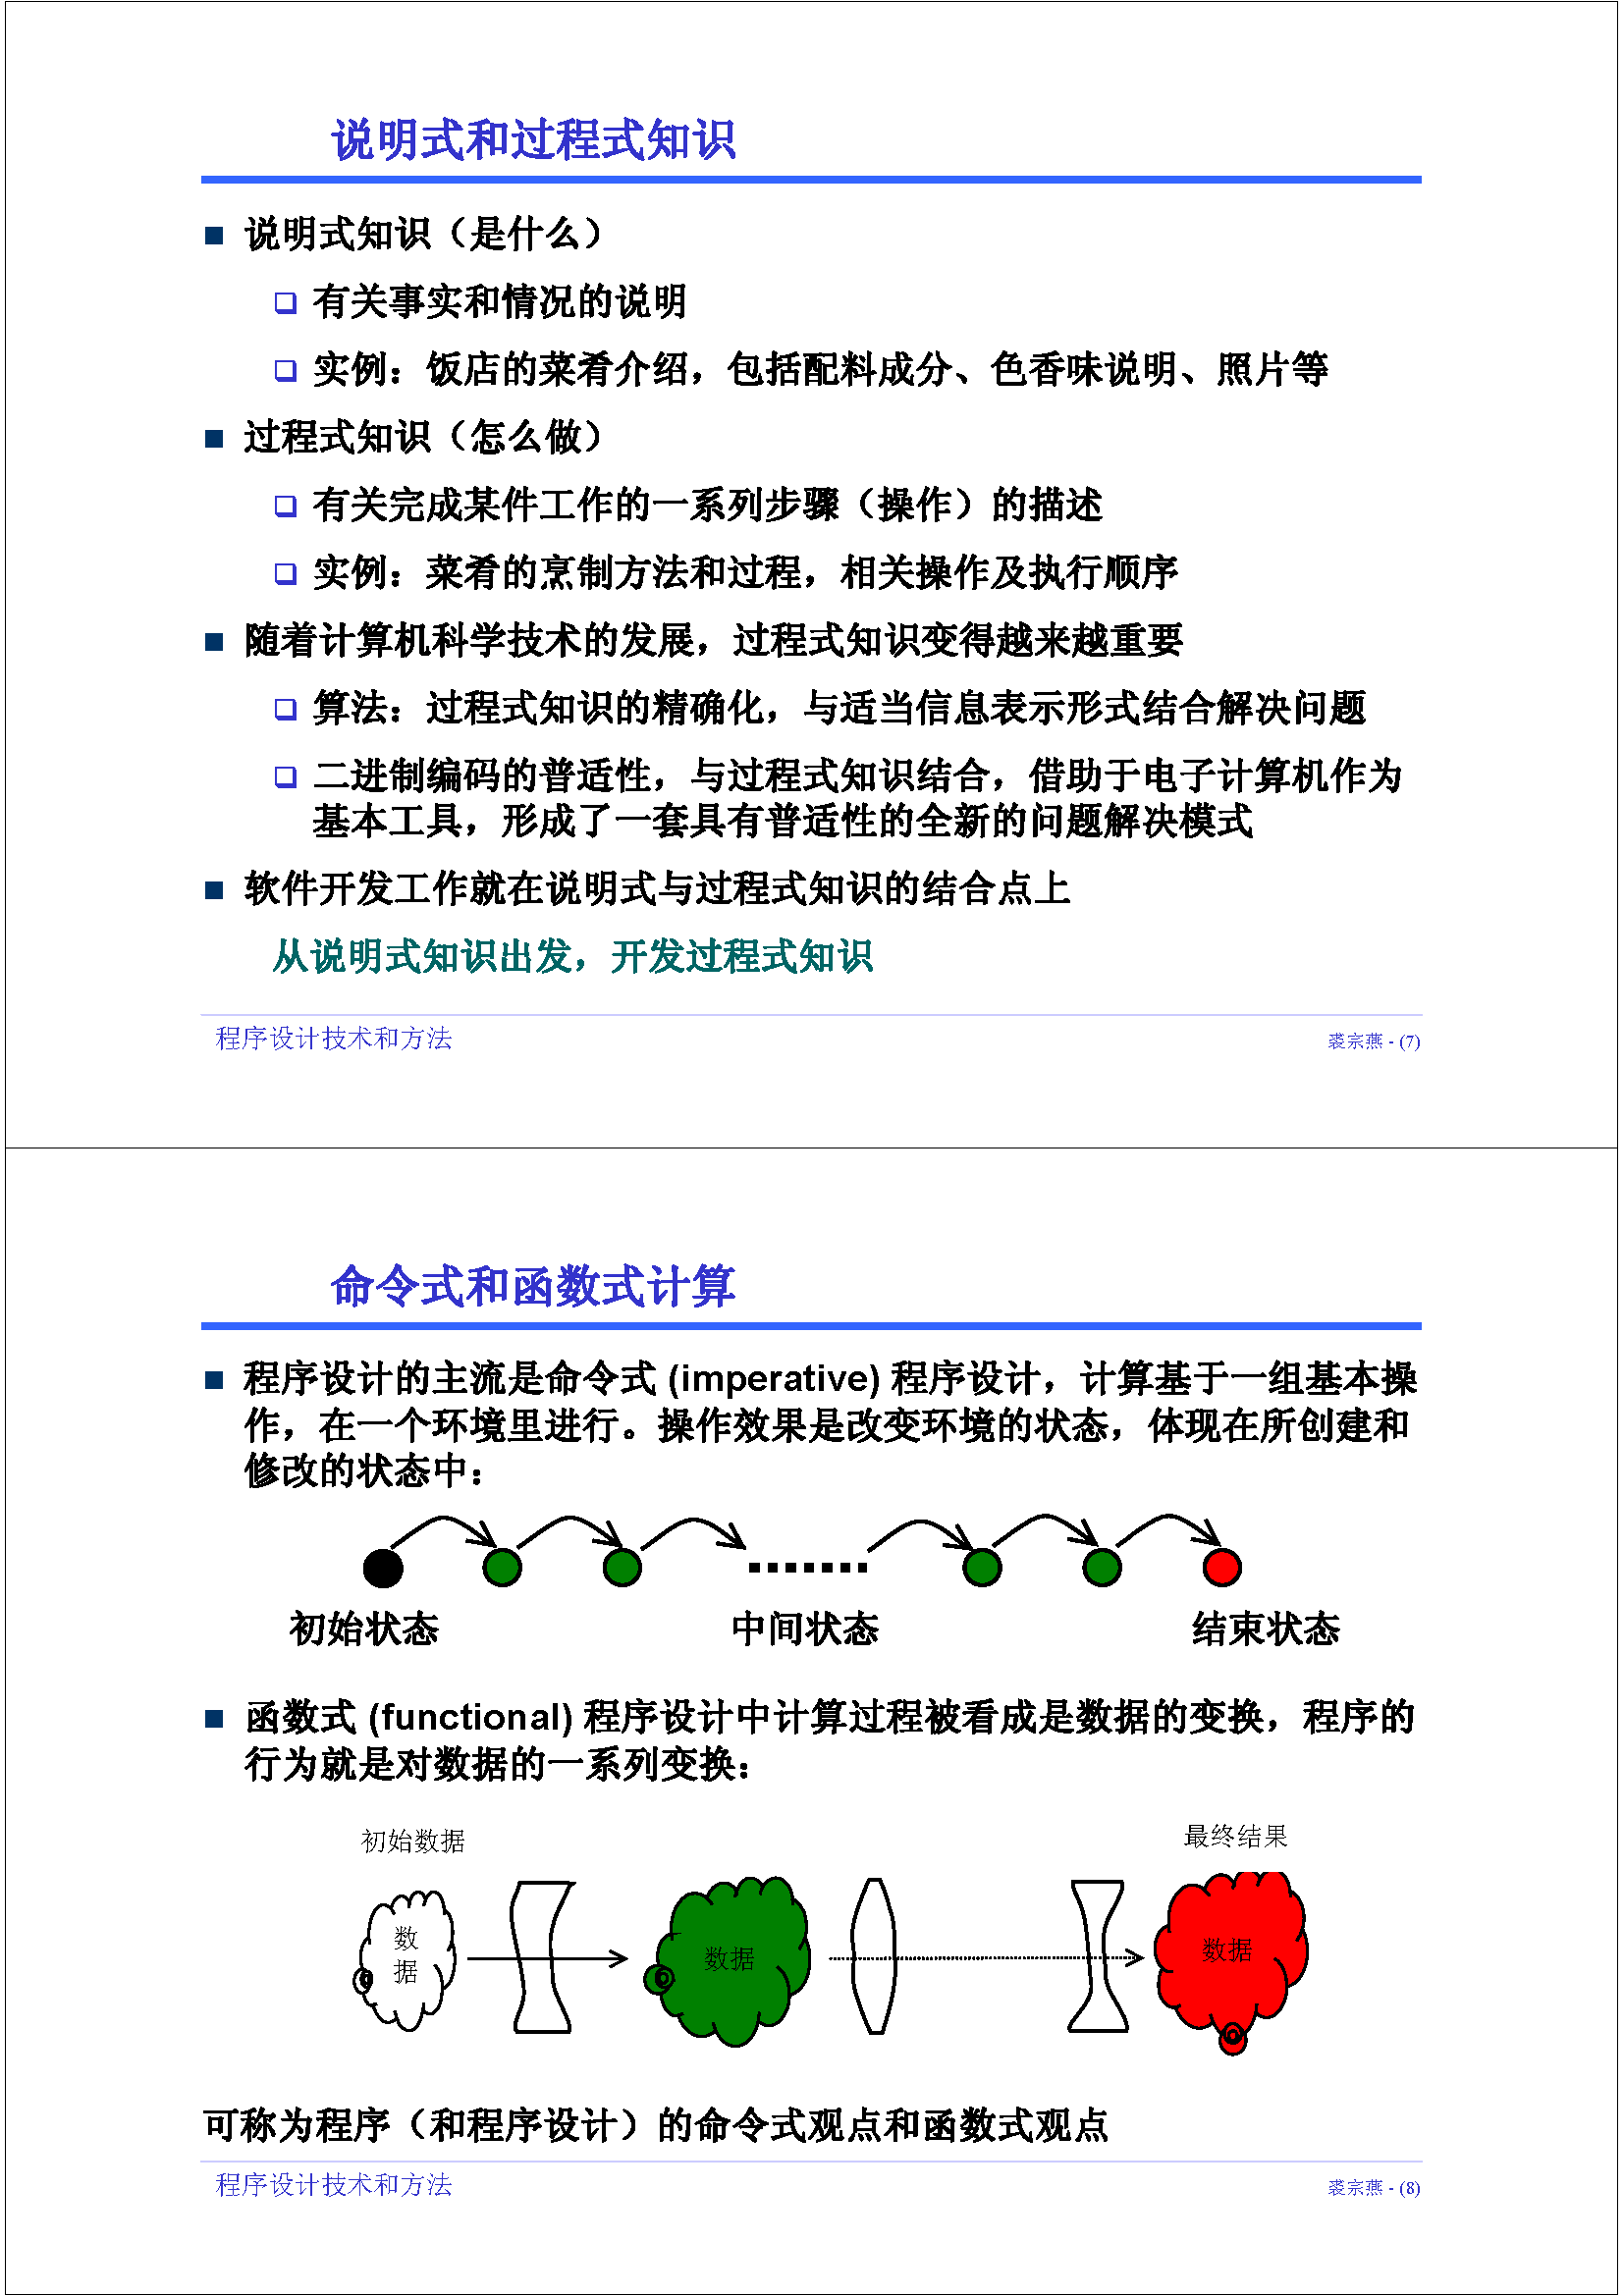 说明式和过程式知识
说明式知识（是什么）
有关事实和情况的说明
实例：饭店的菜肴介绍，包括配料成分、色香味说明、照片等
过程式知识（怎么做）
有关完成某件工作的一系列步骤（操作）的描述
实例：菜肴的烹制方法和过程，相关操作及执行顺序
随着计算机科学技术的发展，过程式知识变得越来越重要
算法：过程式知识的精确化，与适当信息表示形式结合解决问题
二进制编码的普适性，与过程式知识结合，借助于电子计算机作为
基本工具，形成了一套具有普适性的全新的问题解决模式
软件开发工作就在说明式与过程式知识的结合点上
从说明式知识出发，开发过程式知识
程序设计技术和方法
裘宗燕 - (7)
命令式和函数式计算
程序设计的主流是命令式 (imperative) 程序设计，计算基于一组基本操
作，在一个环境里进行。操作效果是改变环境的状态，体现在所创建和
修改的状态中：
初始状态 中间状态 结束状态
函数式 (functional) 程序设计中计算过程被看成是数据的变换，程序的
行为就是对数据的一系列变换：
初始数据 最终结果
数
据
数据
数据
可称为程序（和程序设计）的命令式观点和函数式观点
程序设计技术和方法
裘宗燕 - (8)